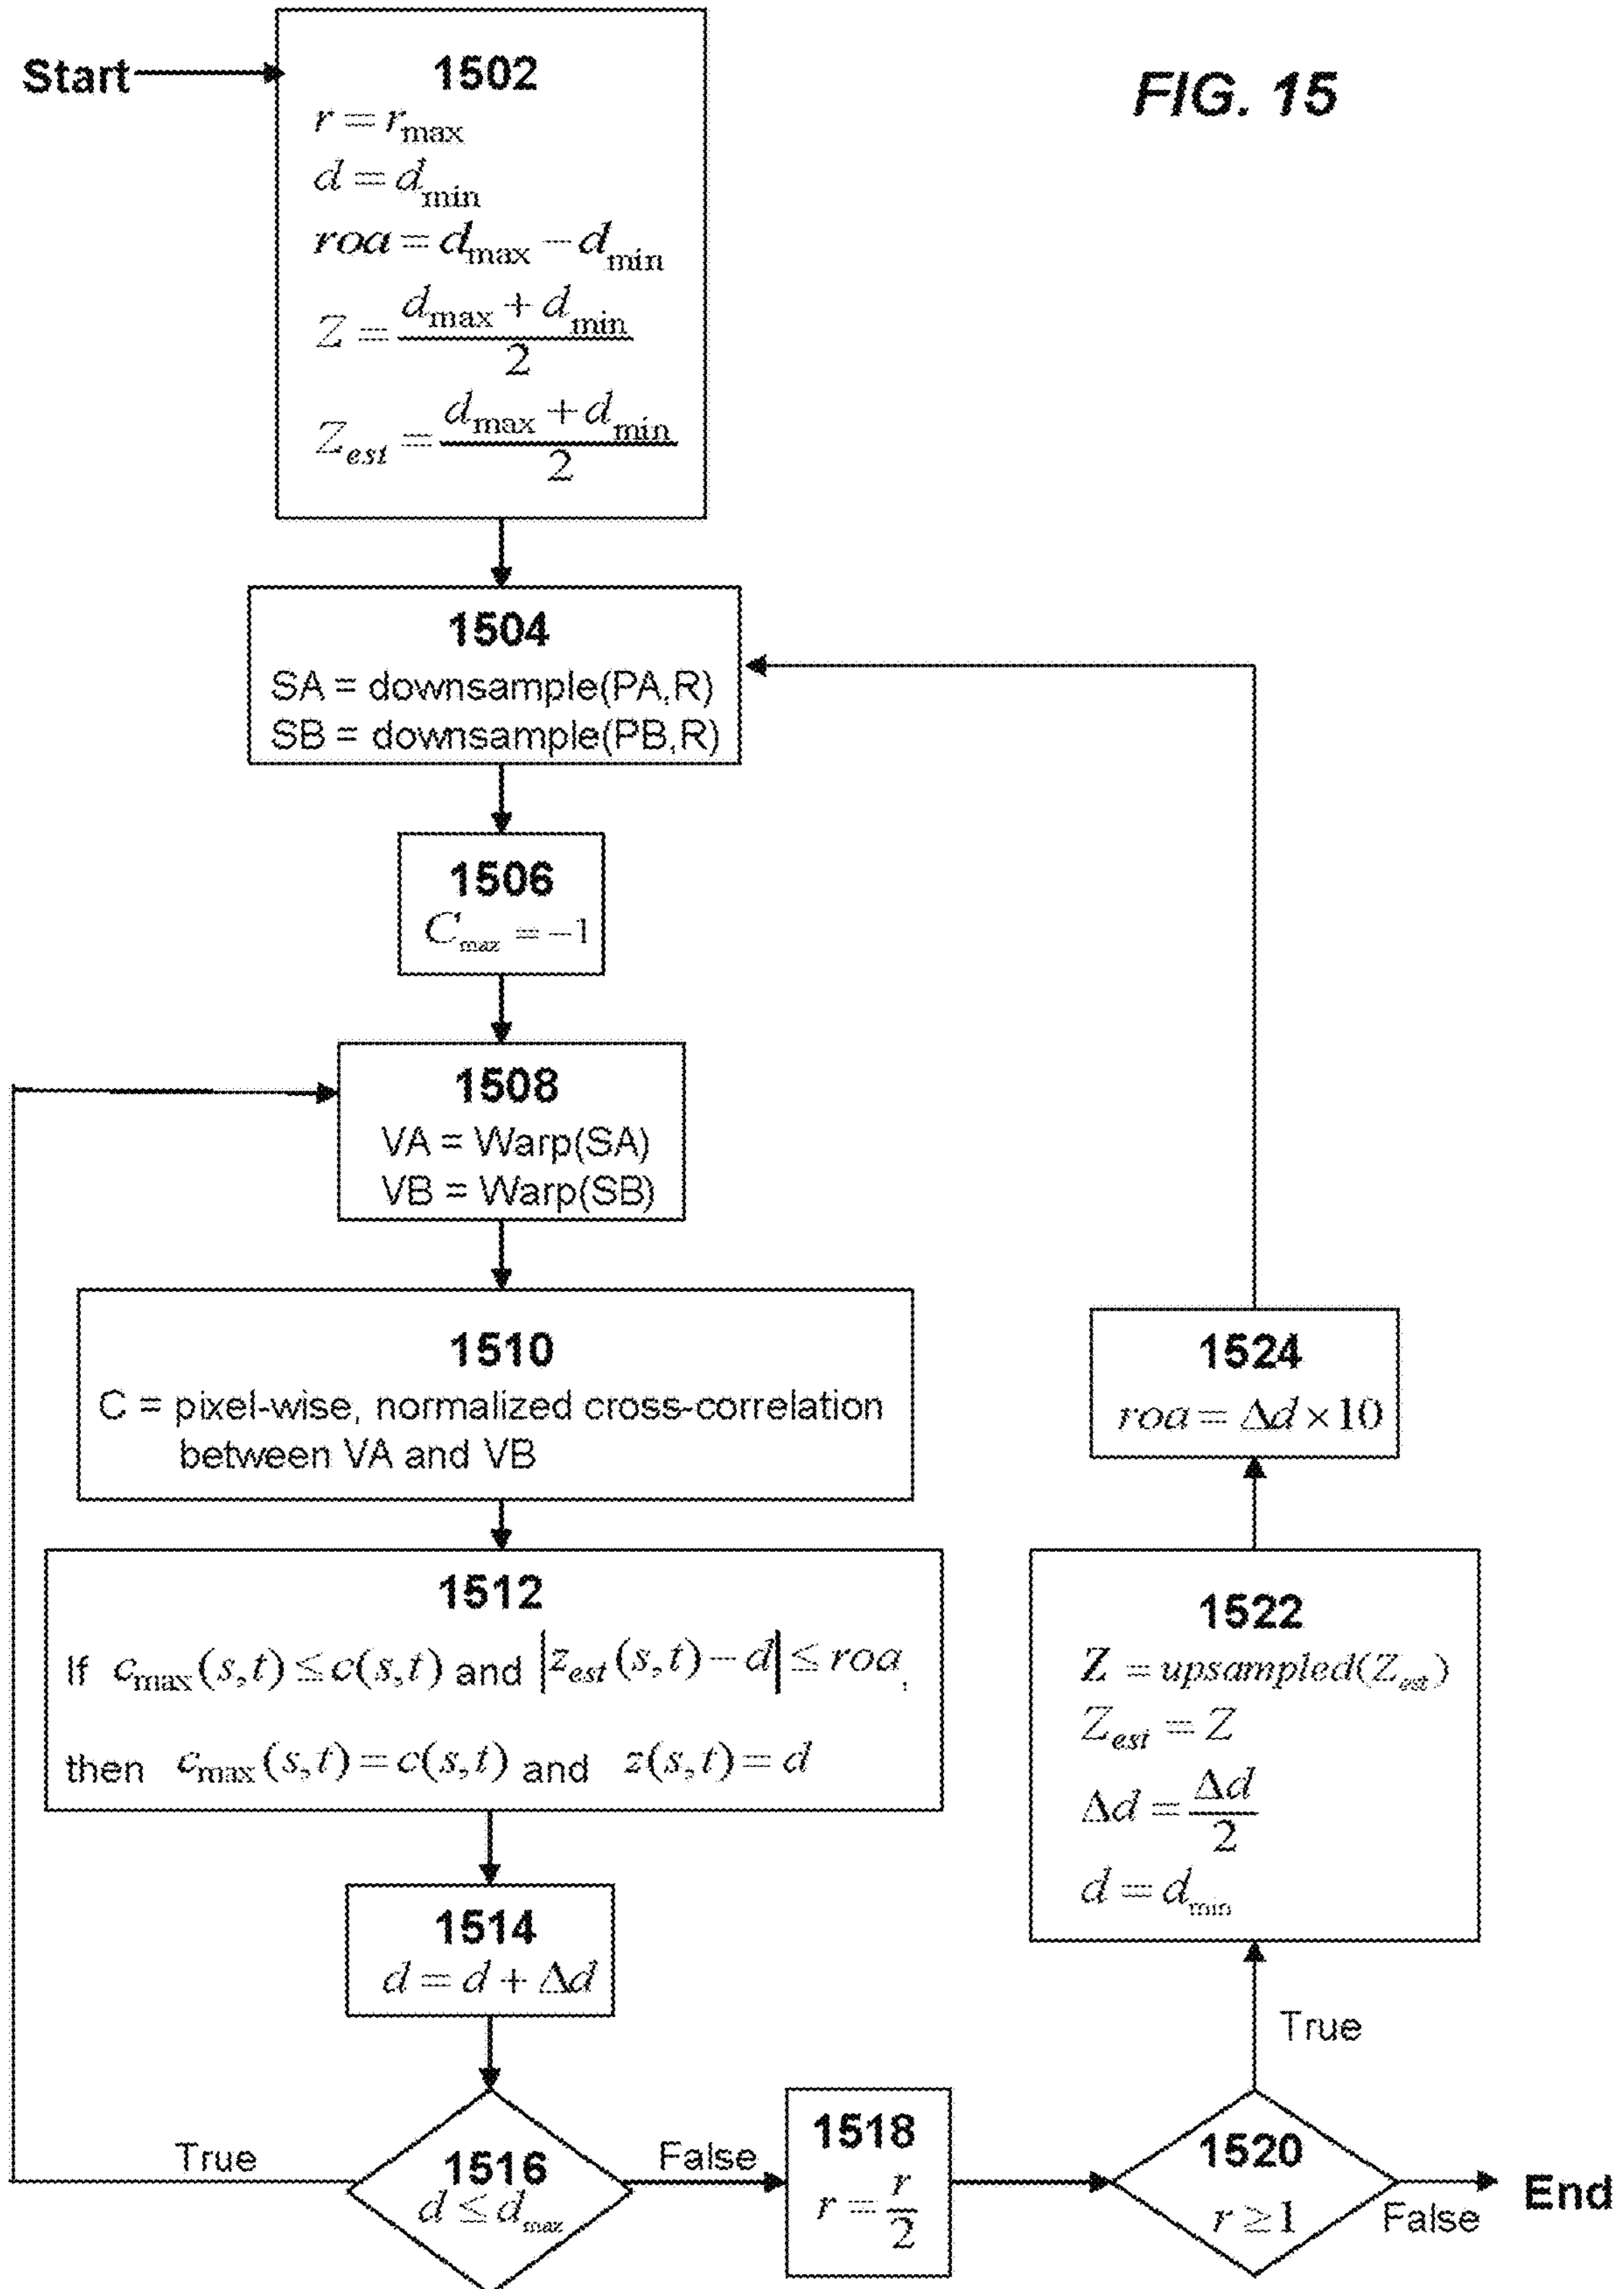 FIG. 15
Start
1502
r = r_max
d = d_min
roa = d_max − d_min
Z = (d_max + d_min) / 2
Z_est = (d_max + d_min) / 2
1504
SA = downsample(PA,R)
SB = downsample(PB,R)
1506
C_max = −1
1508
VA = Warp(SA)
VB = Warp(SB)
1510
C = pixel-wise, normalized cross-correlation
between VA and VB
1512
If c_max(s,t) ≤ c(s,t) and |z_est(s,t) − d| ≤ roa,
then c_max(s,t) = c(s,t) and z(s,t) = d
1514
d = d + Δd
1516
d ≤ d_max
True
False
1518
r = r / 2
1520
r ≥ 1
False
End
True
1522
Z = upsampled(Z_est)
Z_est = Z
Δd = Δd / 2
d = d_min
1524
roa = Δd × 10